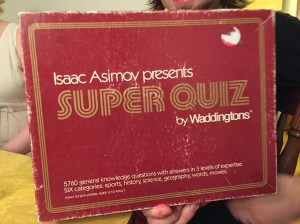 Isaac Asimov presents
SUPER QUIZ
by Waddingtons
5760 general knowledge questions with answers in 3 levels of expertise.
SIX categories: sports, history, science, geography, words, movies.